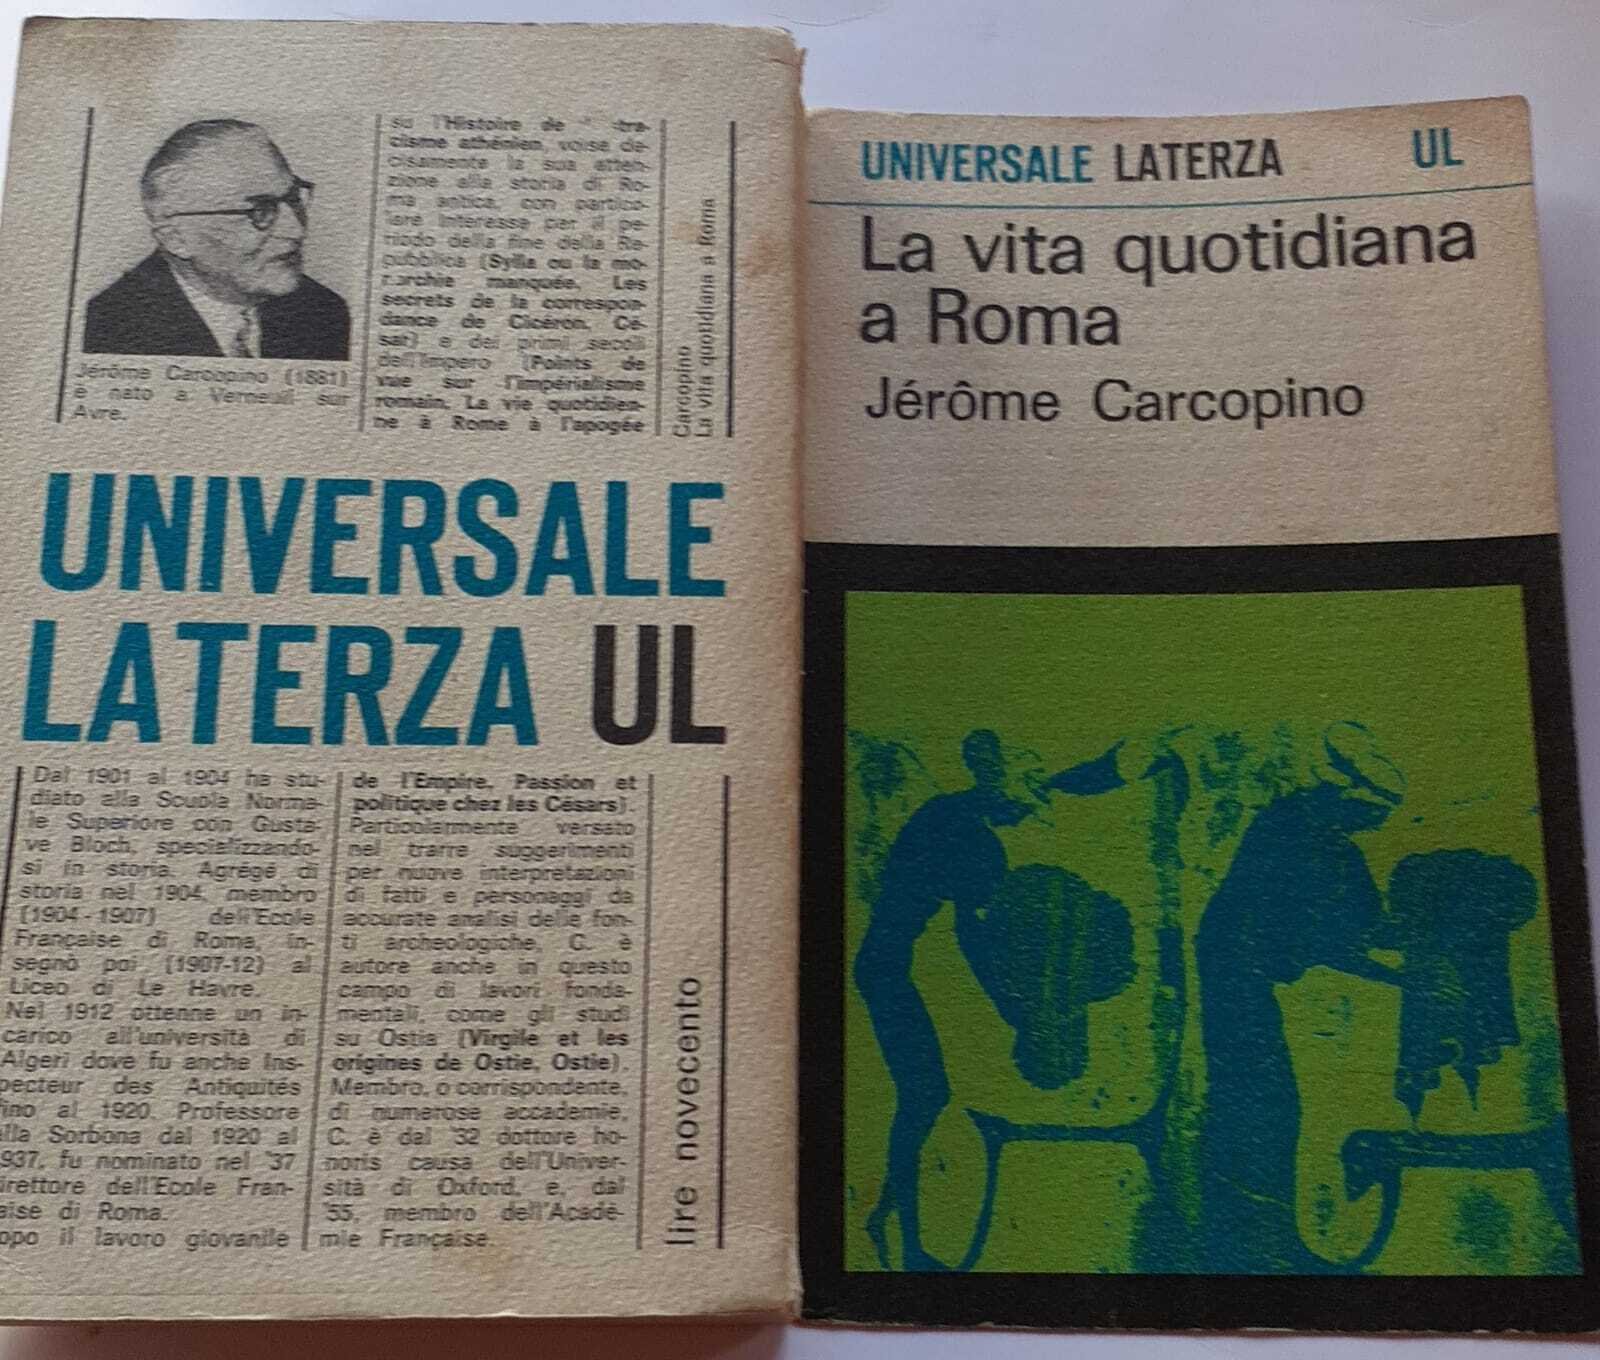 Jérôme Carcopino (1881)
è nato a Verneuil sur
Avre.
su l'Histoire de
cisme athénien, volse de-
cisamente la sua atten-
zione alla storia di Ro-
ma antica, con partico-
lare interesse per il pe-
riodo della fine della Re-
pubblica (Sylla ou la mo-
narchie manquée, Les
secrets de la correspon-
dance de Cicéron, Cé-
sar) e dei primi secoli
dell'Impero (Points de
vue sur l'impérialisme
romain, La vie quotidien-
ne à Rome à l'apogée
Carcopino
La vita quotidiana a Roma
UNIVERSALE
LATERZA UL
Dal 1901 al 1904 ha stu-
diato alla Scuola Norma-
le Superiore con Gusta-
ve Bloch, specializzando-
si in storia. Agrégé di
storia nel 1904, membro
(1904-1907) dell'Ecole
Française di Roma, in-
segnò poi (1907-12) al
Liceo di Le Havre.
Nel 1912 ottenne un in-
carico all'università di
Algeri dove fu anche Ins-
pecteur des Antiquités
fino al 1920. Professore
alla Sorbona dal 1920 al
937, fu nominato nel '37
irettore dell'Ecole Fran-
aise di Roma.
opo il lavoro giovanile
de l'Empire, Passion et
politique chez les Césars).
Particolarmente versato
nel trarre suggerimenti
per nuove interpretazioni
di fatti e personaggi da
accurate analisi delle fon-
ti archeologiche, C. è
autore anche in questo
campo di lavori fonda-
mentali, come gli studi
su Ostia (Virgile et les
origines de Ostie, Ostie).
Membro, o corrispondente,
di numerose accademie,
C. è dal '32 dottore ho-
noris causa dell'Univer-
sità di Oxford, e, dal
'55, membro dell'Acadé-
mie Française.
lire novecento
UNIVERSALE LATERZA UL
La vita quotidiana
a Roma
Jérôme Carcopino